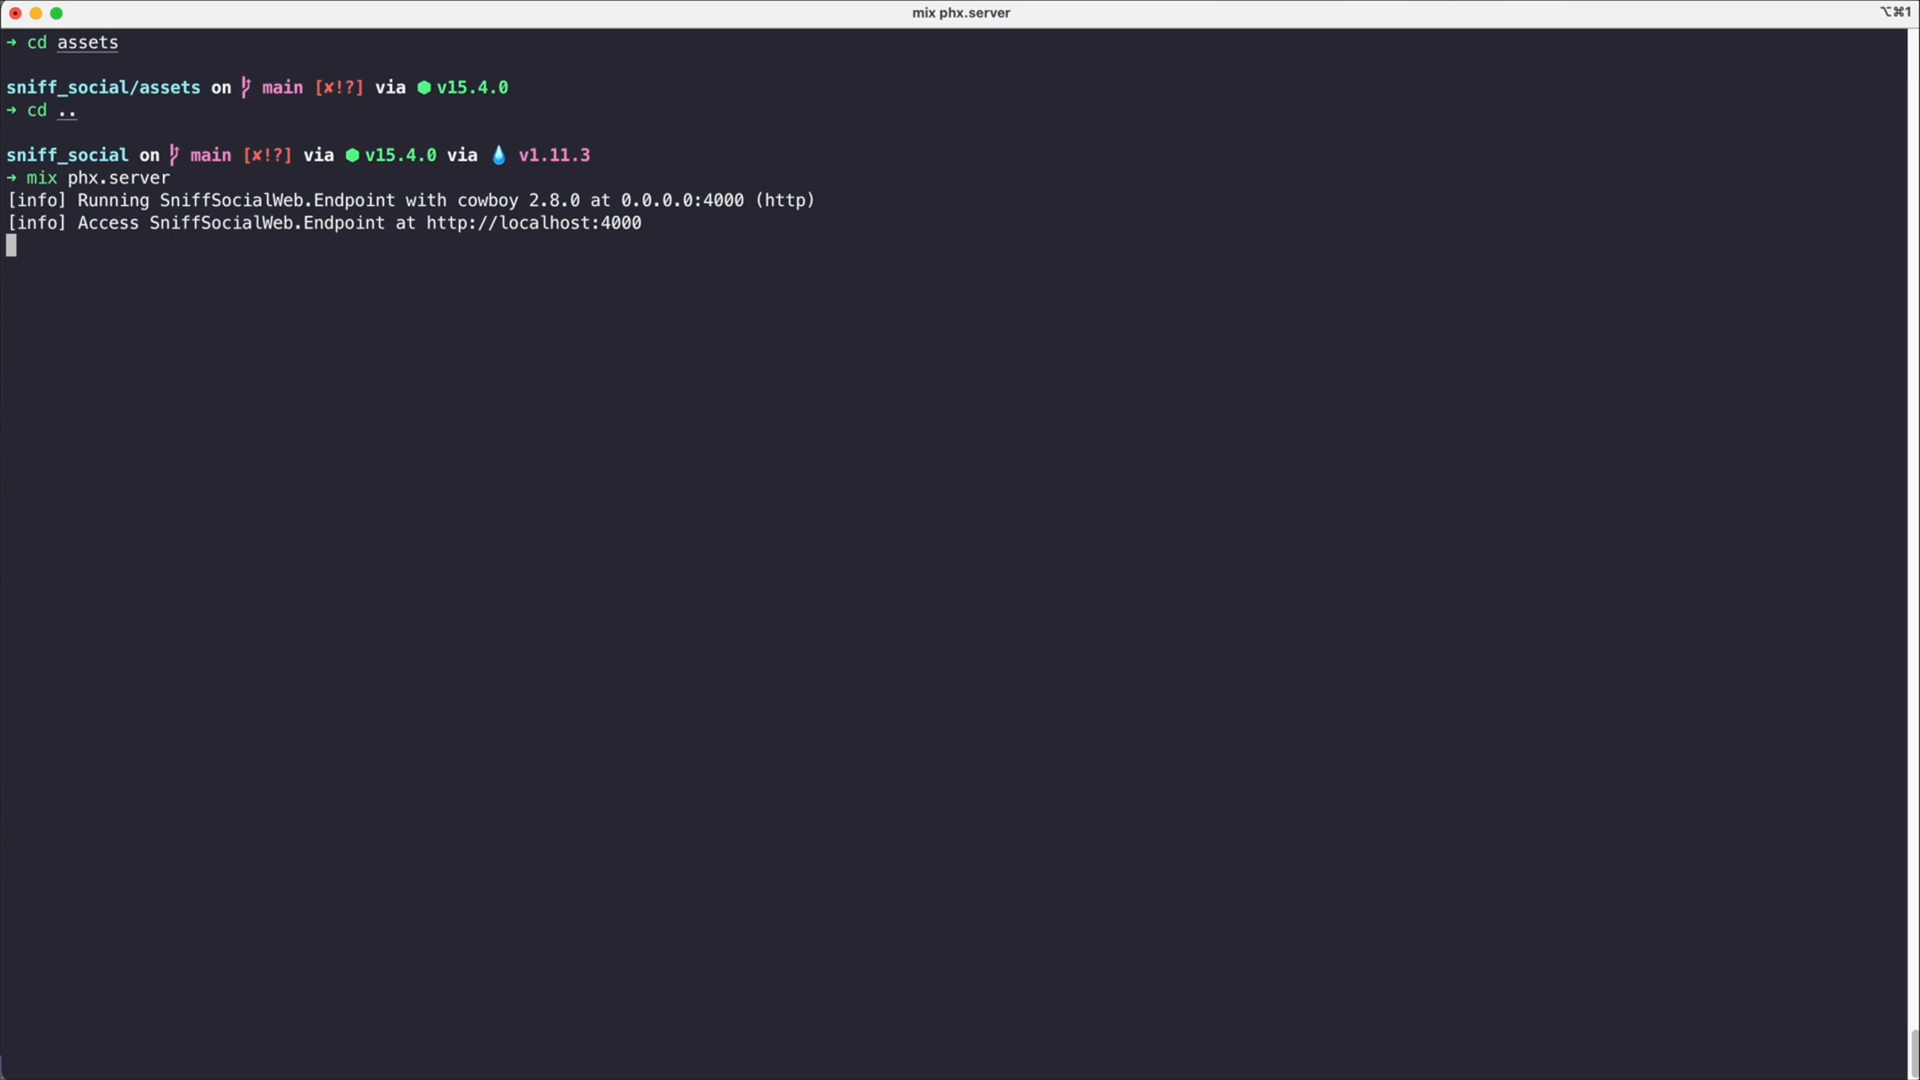 mix phx.server
⌥⌘1
➜ cd assets
sniff_social/assets on main [✘!?] via ⬢ v15.4.0
➜ cd ..
sniff_social on main [✘!?] via ⬢ v15.4.0 via 💧 v1.11.3
➜ mix phx.server
[info] Running SniffSocialWeb.Endpoint with cowboy 2.8.0 at 0.0.0.0:4000 (http)
[info] Access SniffSocialWeb.Endpoint at http://localhost:4000